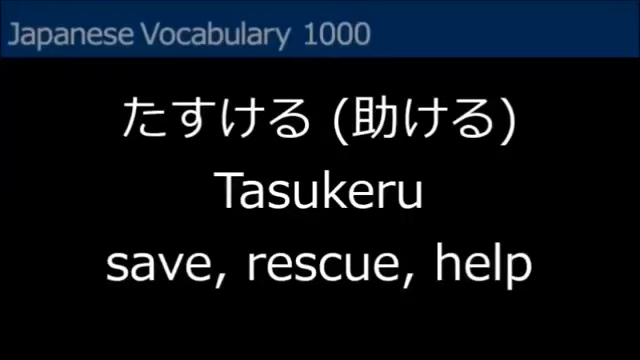 Japanese Vocabulary 1000
たすける (助ける)
Tasukeru
save, rescue, help